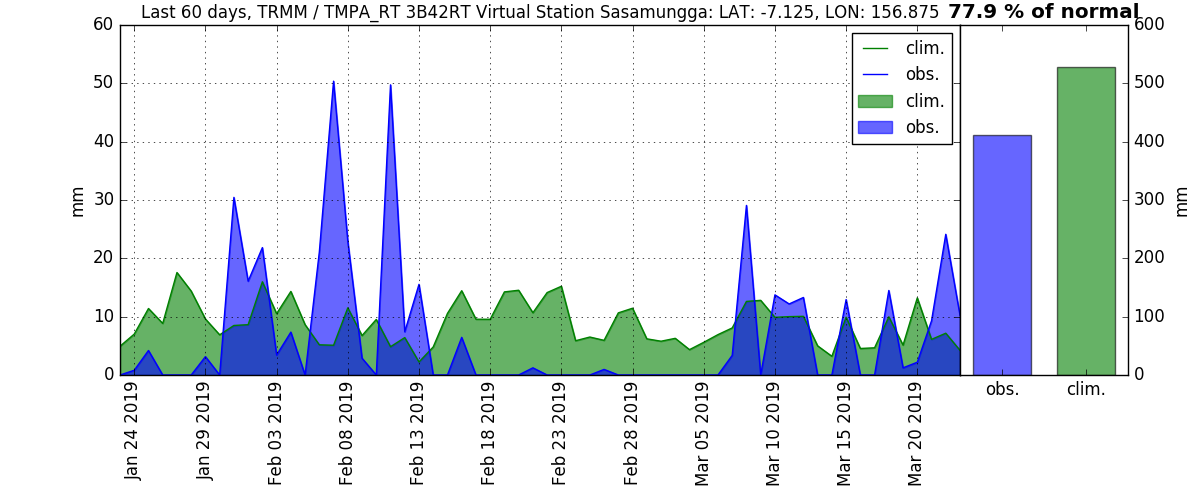 Last 60 days, TRMM / TMPA_RT 3B42RT Virtual Station Sasamungga: LAT: -7.125, LON: 156.875 77.9 % of normal
60
50
40
30
20
10
0
mm
clim.
obs.
clim.
obs.
600
500
400
300
200
100
0
mm
obs.
clim.
Jan 24 2019
Jan 29 2019
Feb 03 2019
Feb 08 2019
Feb 13 2019
Feb 18 2019
Feb 23 2019
Feb 28 2019
Mar 05 2019
Mar 10 2019
Mar 15 2019
Mar 20 2019